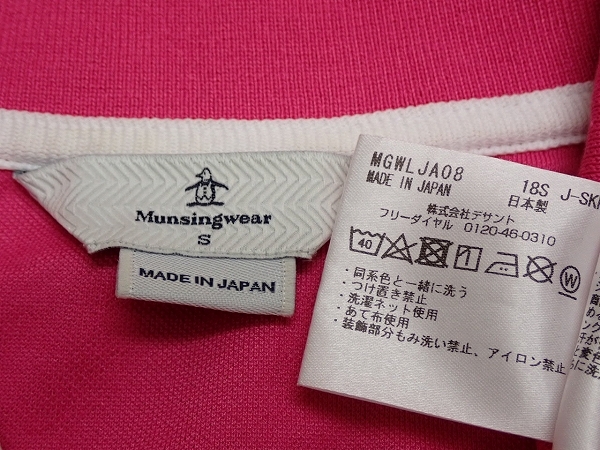 Munsingwear
S
MADE IN JAPAN
MGWLJA08
MADE IN JAPAN
18S
日本製
株式会社デサント
フリーダイヤル 0120-46-0310
40
W
・同系色と一緒に洗う
・つけ置き禁止
・洗濯ネット使用
・あて布使用
・装飾部分もみ洗い禁止、アイロン禁止